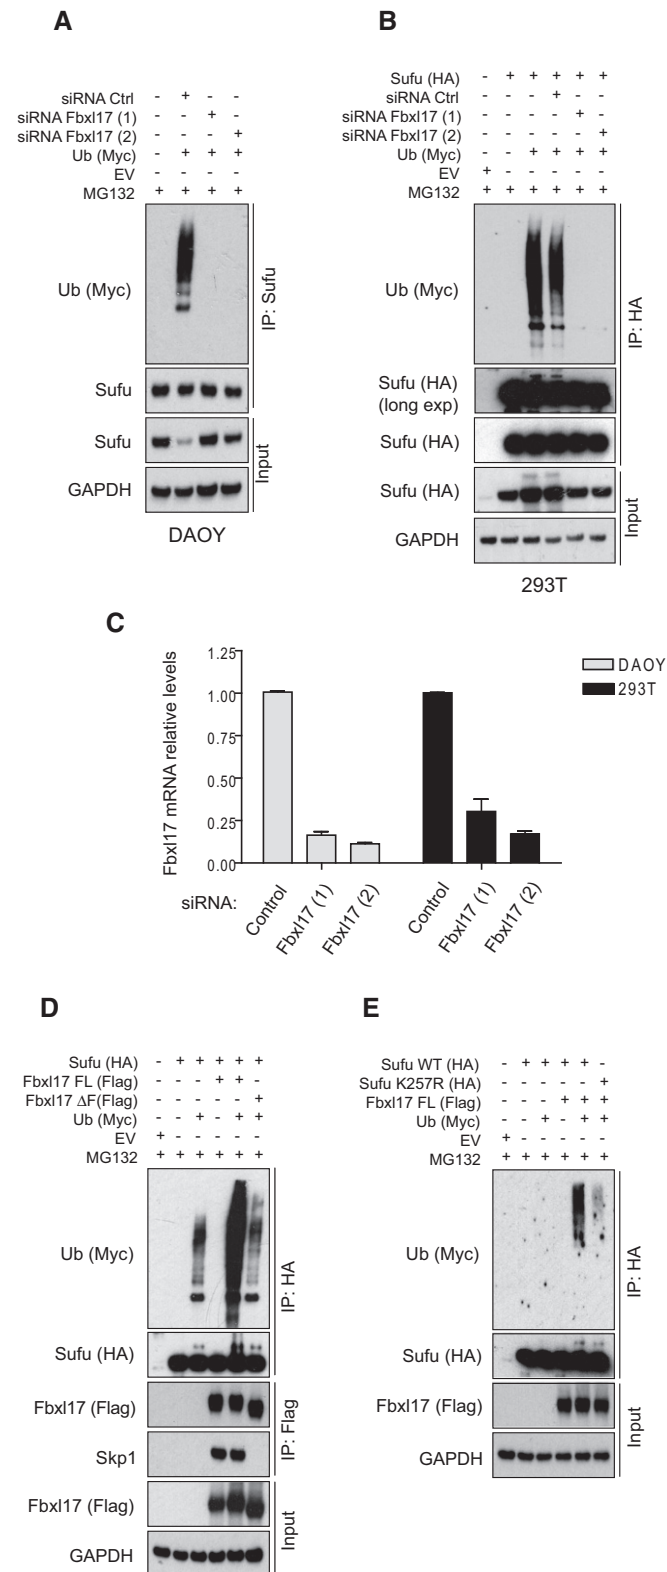 A
siRNA Ctrl - + - -
siRNA Fbxl17 (1) - - + -
siRNA Fbxl17 (2) - - - +
Ub (Myc) - + + +
EV - - - -
MG132 + + + +
Ub (Myc)
IP: Sufu
Sufu
Sufu
Input
GAPDH
DAOY
B
Sufu (HA) - + + + + +
siRNA Ctrl - - - + - -
siRNA Fbxl17 (1) - - - - + -
siRNA Fbxl17 (2) - - - - - +
Ub (Myc) - - + + + +
EV + - - - - -
MG132 + + + + + +
Ub (Myc)
IP: HA
Sufu (HA)
(long exp)
Sufu (HA)
Sufu (HA)
Input
GAPDH
293T
C
Fbxl17 mRNA relative levels
1.25
1.00
0.75
0.50
0.25
0.00
DAOY
293T
siRNA:
Control
Fbxl17 (1)
Fbxl17 (2)
Control
Fbxl17 (1)
Fbxl17 (2)
D
Sufu (HA) - + + + + +
Fbxl17 FL (Flag) - - - + + -
Fbxl17 ΔF(Flag) - - - - - +
Ub (Myc) - - + - + +
EV + - - - - -
MG132 + + + + + +
Ub (Myc)
IP: HA
Sufu (HA)
Fbxl17 (Flag)
IP: Flag
Skp1
Fbxl17 (Flag)
Input
GAPDH
E
Sufu WT (HA) - + + + + -
Sufu K257R (HA) - - - - - +
Fbxl17 FL (Flag) - - - + + +
Ub (Myc) - - + - + +
EV + - - - - -
MG132 + + + + + +
Ub (Myc)
IP: HA
Sufu (HA)
Fbxl17 (Flag)
Input
GAPDH